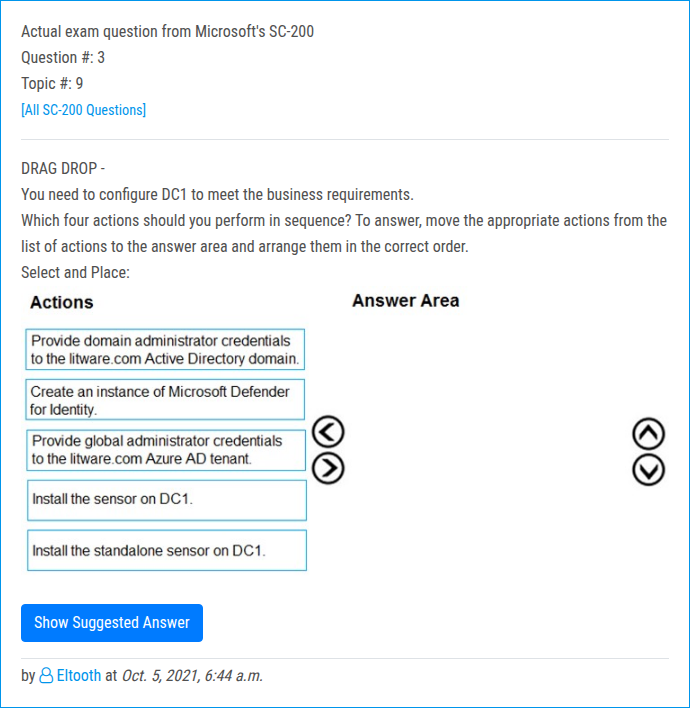 Actual exam question from Microsoft's SC-200
Question #: 3
Topic #: 9
[All SC-200 Questions]
DRAG DROP -
You need to configure DC1 to meet the business requirements.
Which four actions should you perform in sequence? To answer, move the appropriate actions from the
list of actions to the answer area and arrange them in the correct order.
Select and Place:
Actions
Answer Area
Provide domain administrator credentials
to the litware.com Active Directory domain.
Create an instance of Microsoft Defender
for Identity.
Provide global administrator credentials
to the litware.com Azure AD tenant.
Install the sensor on DC1.
Install the standalone sensor on DC1.
Show Suggested Answer
by Eltooth at Oct. 5, 2021, 6:44 a.m.